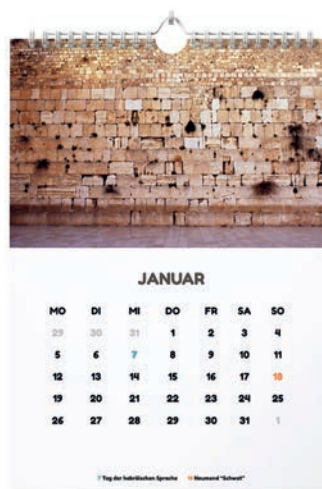 JANUAR
MO DI MI DO FR SA SO
29 30 31 1 2 3 4
5 6 7 8 9 10 11
12 13 14 15 16 17 18
19 20 21 22 23 24 25
26 27 28 29 30 31 1
7 Tag der hebräischen Sprache 18 Neumond "Schwat"